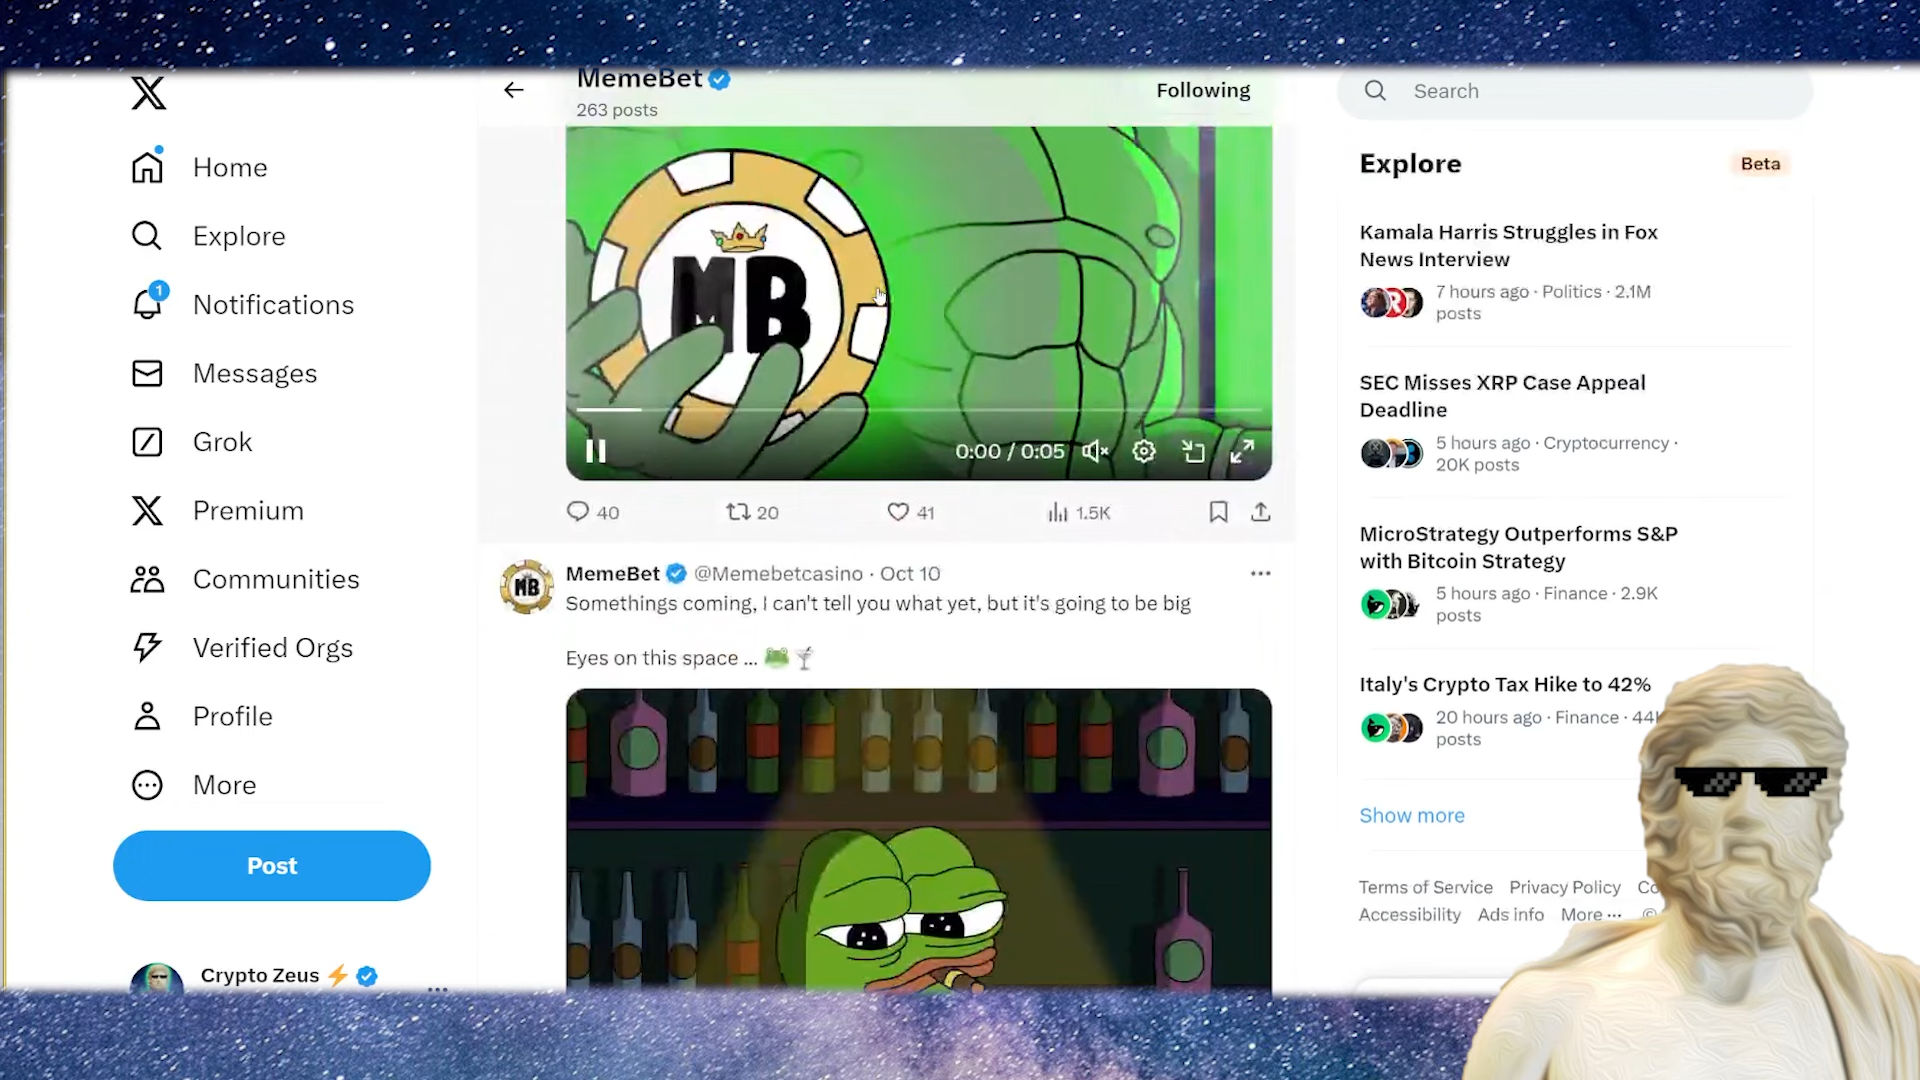 Home
Explore
1
Notifications
Messages
Grok
Premium
Communities
Verified Orgs
Profile
More
Post
Crypto Zeus
MemeBet
263 posts
Following
MB
0:00 / 0:05
40
20
41
1.5K
MB
MemeBet @Memebetcasino · Oct 10
Somethings coming, I can't tell you what yet, but it's going to be big
Eyes on this space ...
Search
Explore
Beta
Kamala Harris Struggles in Fox
News Interview
7 hours ago · Politics · 2.1M
posts
SEC Misses XRP Case Appeal
Deadline
5 hours ago · Cryptocurrency ·
20K posts
MicroStrategy Outperforms S&P
with Bitcoin Strategy
5 hours ago · Finance · 2.9K
posts
Italy's Crypto Tax Hike to 42%
20 hours ago · Finance ·
posts
Show more
Terms of Service Privacy Policy
Accessibility Ads info More ... ©